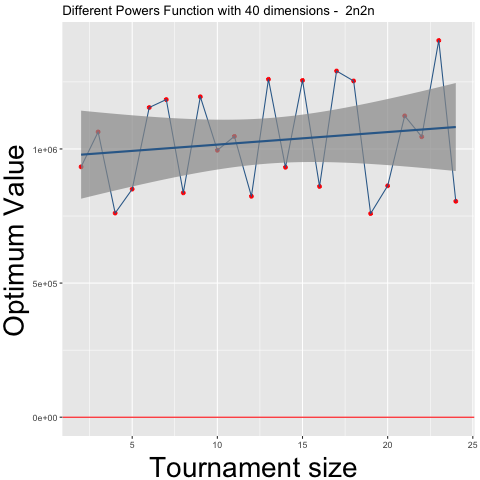 Different Powers Function with 40 dimensions - 2n2n
Optimum Value
1e+06
5e+05
0e+00
5
10
15
20
25
Tournament size